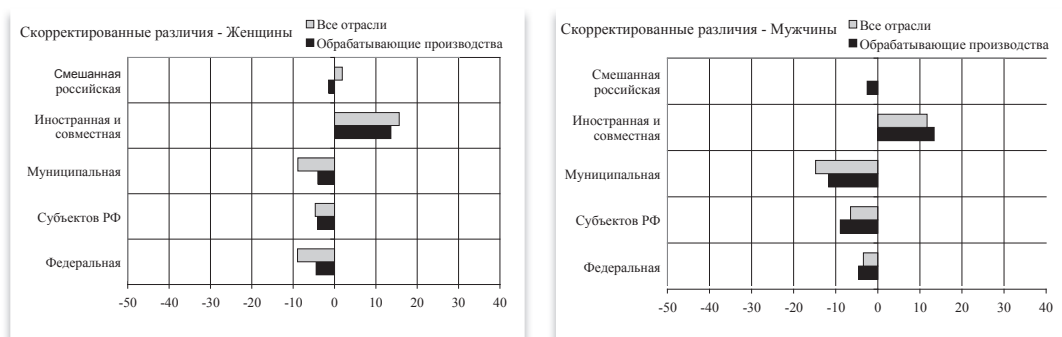 Скорректированные различия - Женщины
Все отрасли
Обрабатывающие производства
Смешанная
российская
Иностранная и
совместная
Муниципальная
Субъектов РФ
Федеральная
-50 -40 -30 -20 -10 0 10 20 30 40
Скорректированные различия - Мужчины
Все отрасли
Обрабатывающие производства
Смешанная
российская
Иностранная и
совместная
Муниципальная
Субъектов РФ
Федеральная
-50 -40 -30 -20 -10 0 10 20 30 40